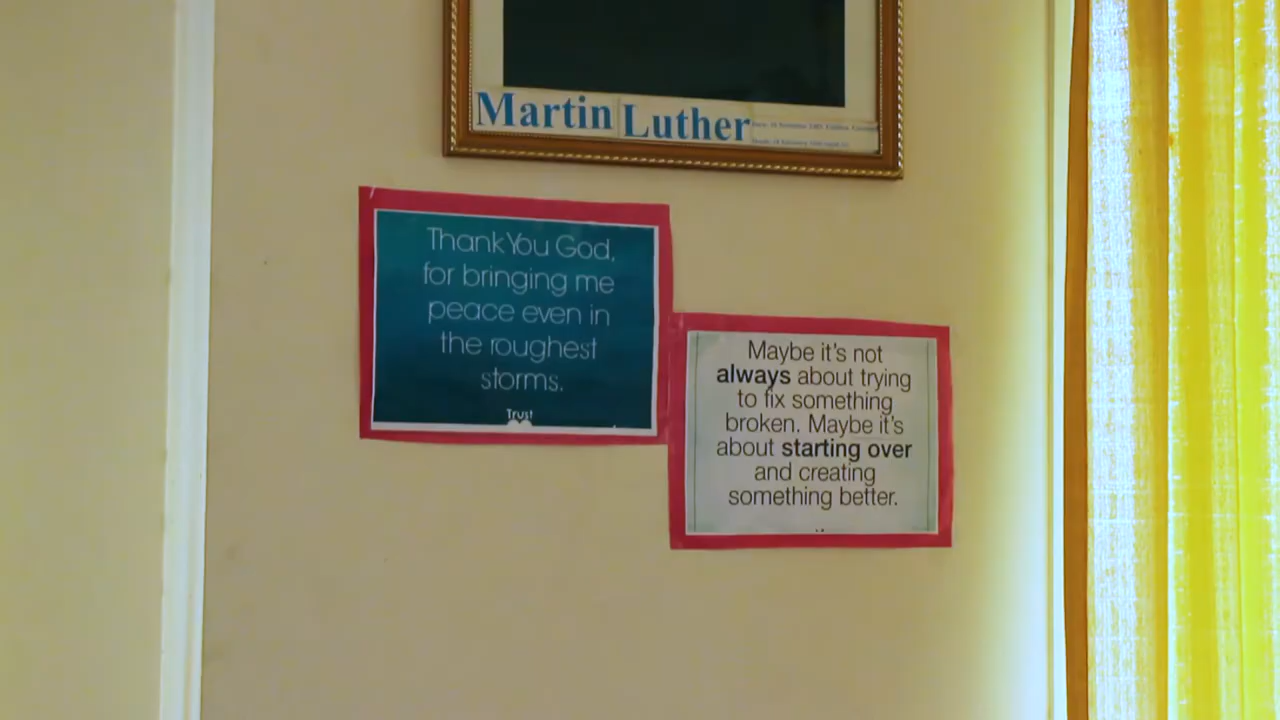 Martin Luther
Thank You God,
for bringing me
peace even in
the roughest
storms.
Trust
Maybe it's not
always about trying
to fix something
broken. Maybe it's
about starting over
and creating
something better.